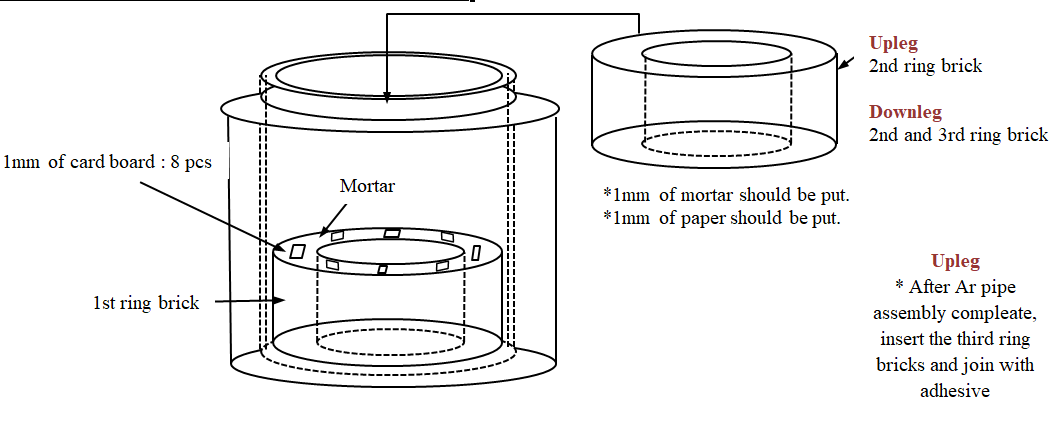 Upleg
2nd ring brick
Downleg
2nd and 3rd ring brick
1mm of card board : 8 pcs
Mortar
*1mm of mortar should be put.
*1mm of paper should be put.
1st ring brick
Upleg
* After Ar pipe
assembly compleate,
insert the third ring
bricks and join with
adhesive